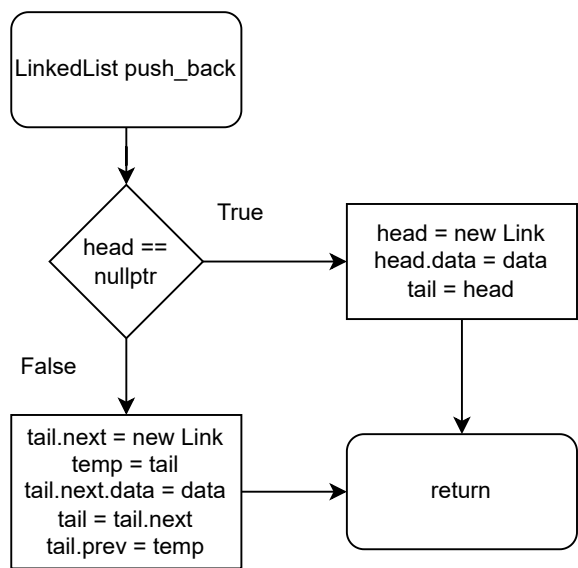 LinkedList push_back
True
head ==
nullptr
head = new Link
head.data = data
tail = head
False
tail.next = new Link
temp = tail
tail.next.data = data
tail = tail.next
tail.prev = temp
return